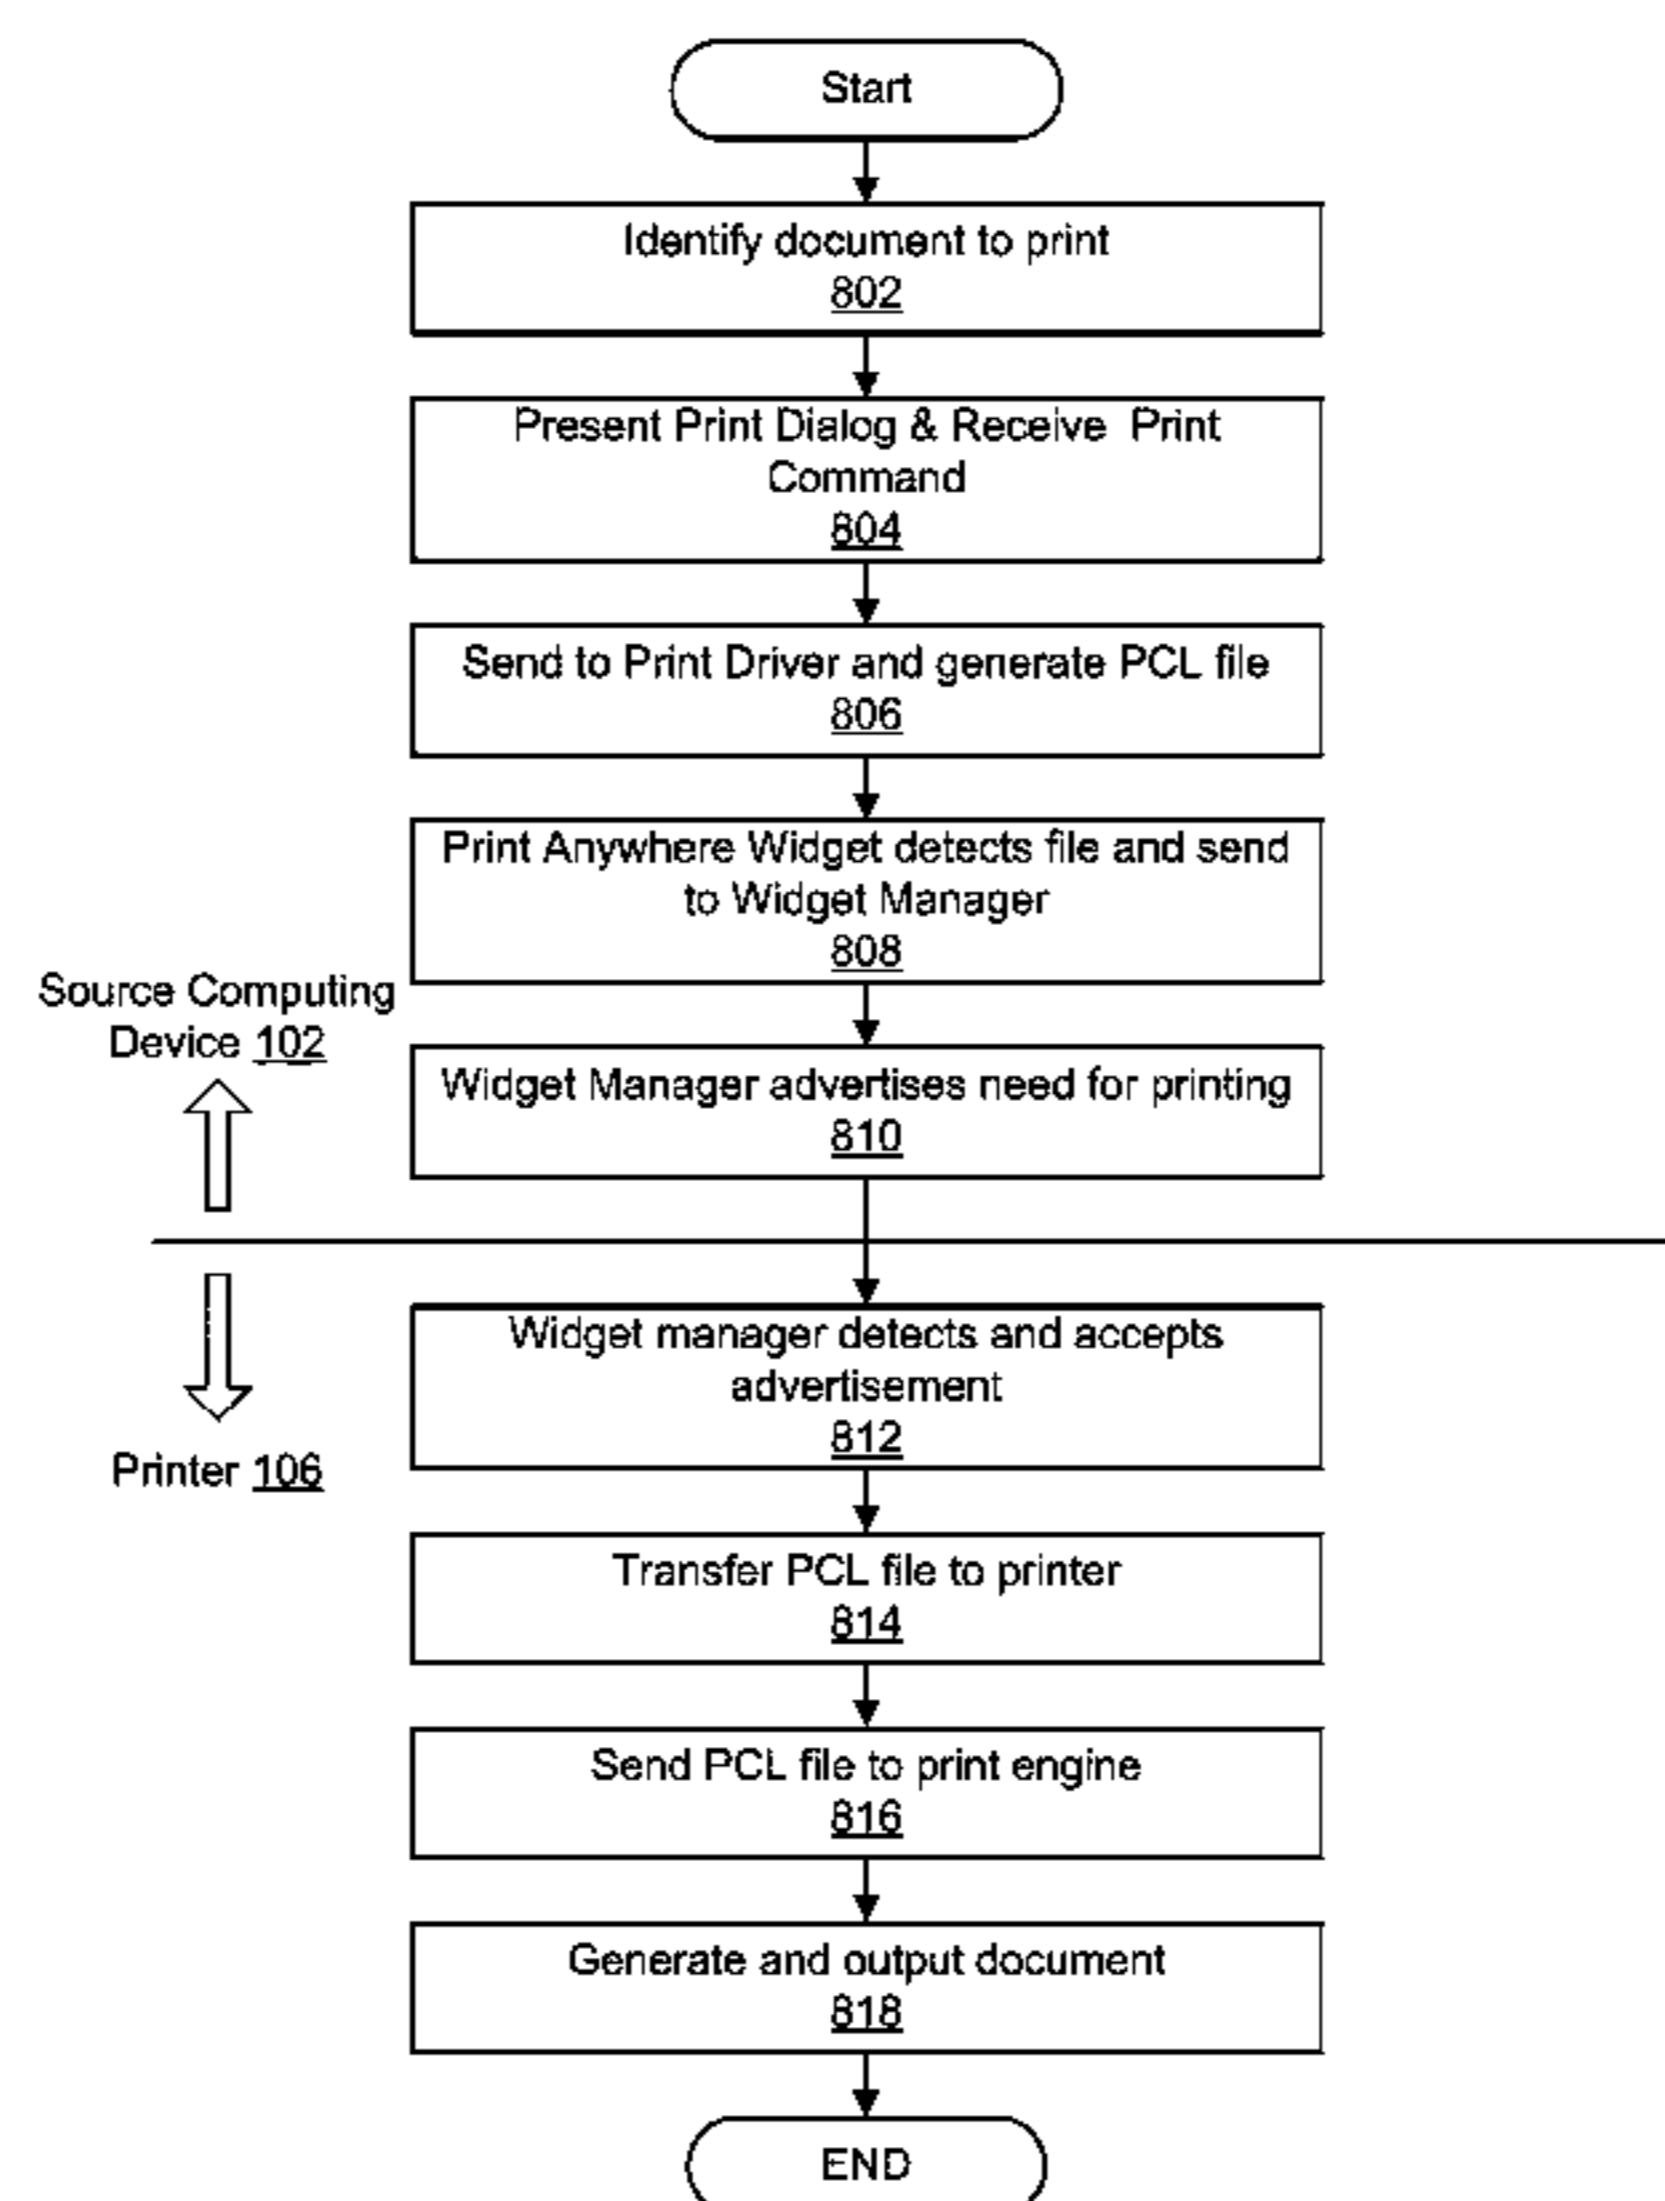 Start
Identify document to print
802
Present Print Dialog & Receive Print
Command
804
Send to Print Driver and generate PCL file
806
Print Anywhere Widget detects file and send
to Widget Manager
808
Source Computing
Device 102
Widget Manager advertises need for printing
810
Widget manager detects and accepts
advertisement
812
Printer 106
Transfer PCL file to printer
814
Send PCL file to print engine
816
Generate and output document
818
END